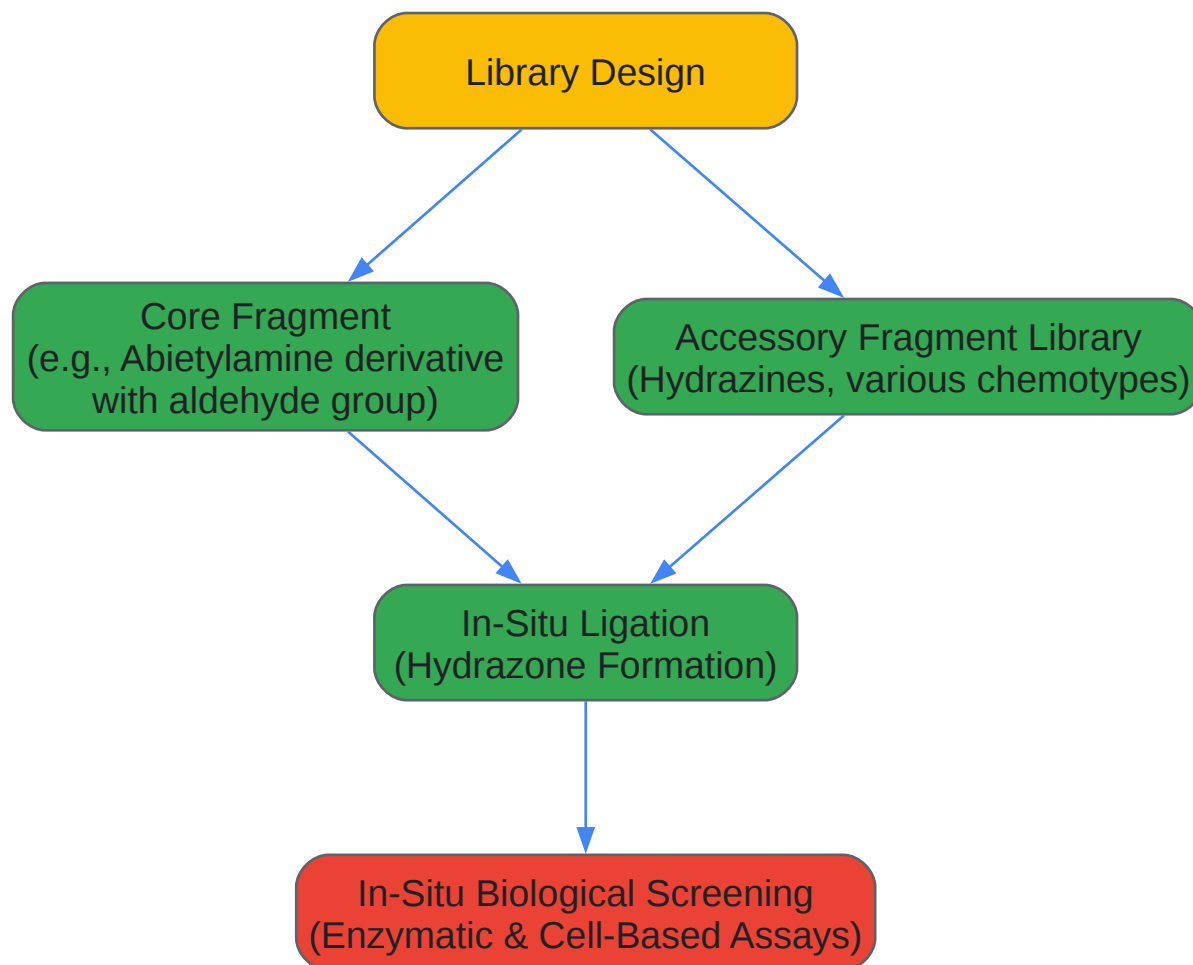 Library Design
Core Fragment
(e.g., Abietylamine derivative
with aldehyde group)
Accessory Fragment Library
(Hydrazines, various chemotypes)
In-Situ Ligation
(Hydrazone Formation)
In-Situ Biological Screening
(Enzymatic & Cell-Based Assays)